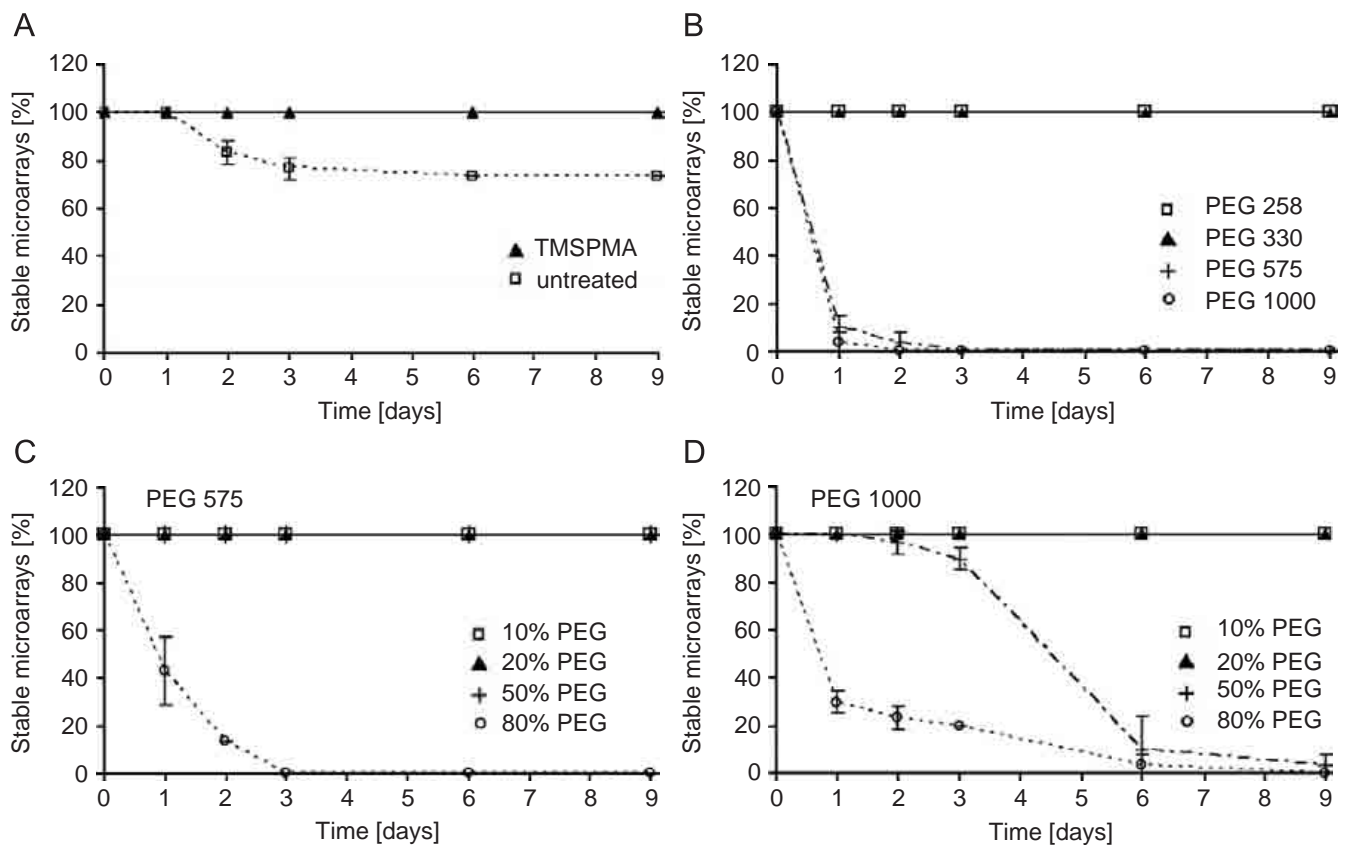 A
Stable microarrays [%]
120
100
80
60
40
20
0
TMSPMA
untreated
0 1 2 3 4 5 6 7 8 9
Time [days]
B
Stable microarrays [%]
120
100
80
60
40
20
0
PEG 258
PEG 330
PEG 575
PEG 1000
0 1 2 3 4 5 6 7 8 9
Time [days]
C
Stable microarrays [%]
120
100
80
60
40
20
0
PEG 575
10% PEG
20% PEG
50% PEG
80% PEG
0 1 2 3 4 5 6 7 8 9
Time [days]
D
Stable microarrays [%]
120
100
80
60
40
20
0
PEG 1000
10% PEG
20% PEG
50% PEG
80% PEG
0 1 2 3 4 5 6 7 8 9
Time [days]